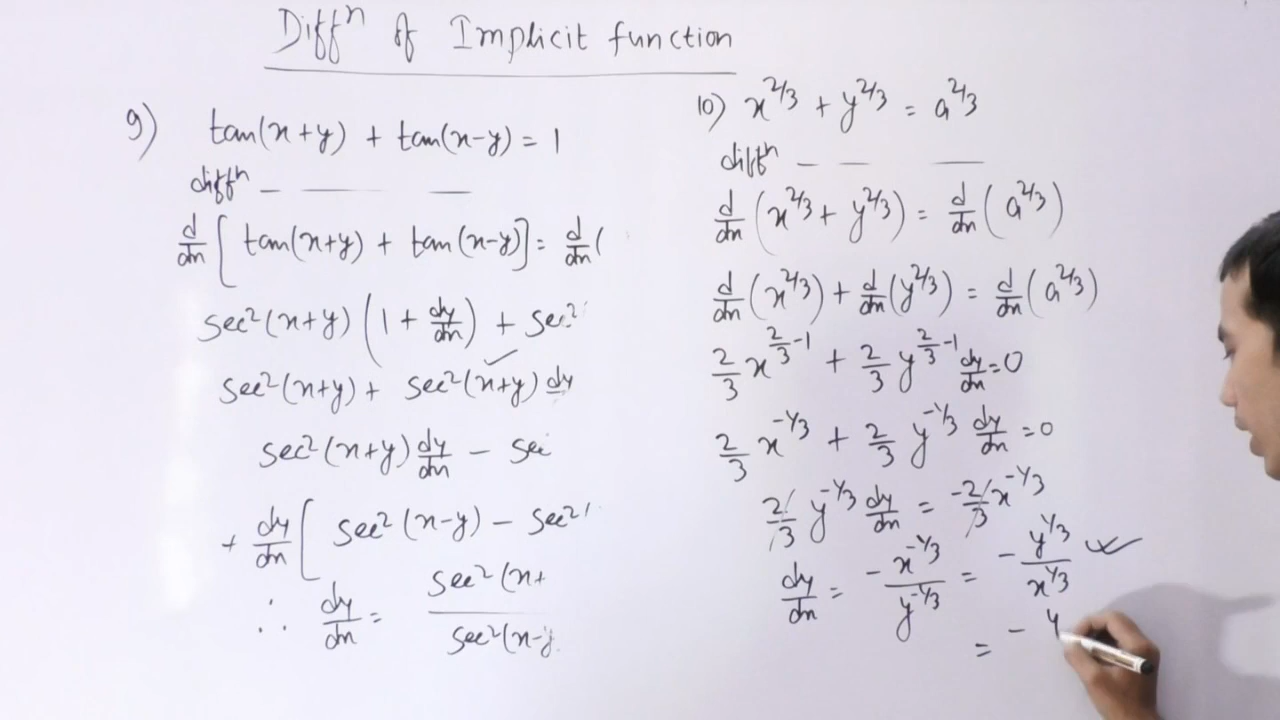 Diffⁿ of Implicit function
9) tan(x+y) + tan(x-y) = 1
diffⁿ — — —
d/dx [ tan(x+y) + tan(x-y)] = d/dx (
sec²(x+y) (1 + dy/dx) + sec²
sec²(x+y) + sec²(x+y) dy
sec²(x+y) dy/dx - sec
+ dy/dx [ sec²(x-y) - sec²
∴ dy/dx = sec²(x+ / sec²(x-y
10) x^2/3 + y^2/3 = a^2/3
diffⁿ — — —
d/dx (x^2/3 + y^2/3) = d/dx (a^2/3)
d/dx (x^2/3) + d/dx (y^2/3) = d/dx (a^2/3)
2/3 x^(2/3 -1) + 2/3 y^(2/3 -1) dy/dx = 0
2/3 x^-1/3 + 2/3 y^-1/3 dy/dx = 0
2/3 y^-1/3 dy/dx = -2/3 x^-1/3
dy/dx = - x^-1/3 / y^-1/3 = - y^1/3 / x^1/3 ✓
= - y